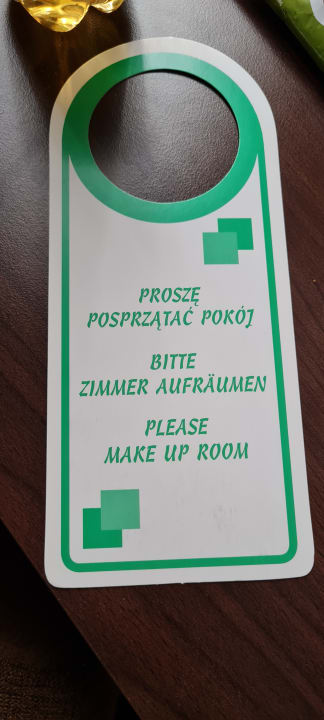 PROSZĘ
POSPRZĄTAĆ POKÓJ
BITTE
ZIMMER AUFRÄUMEN
PLEASE
MAKE UP ROOM